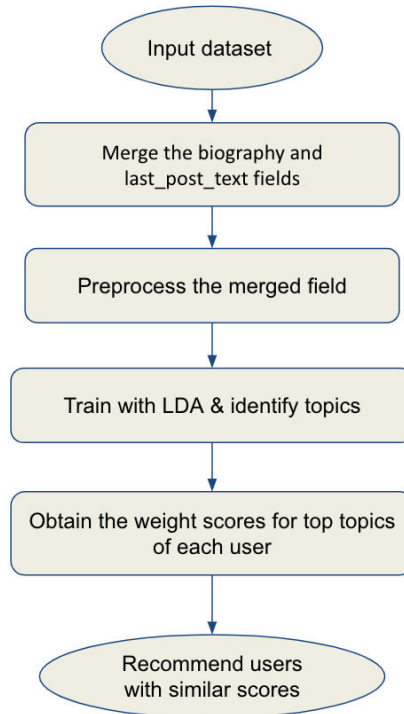 Input dataset
Merge the biography and
last_post_text fields
Preprocess the merged field
Train with LDA & identify topics
Obtain the weight scores for top topics
of each user
Recommend users
with similar scores